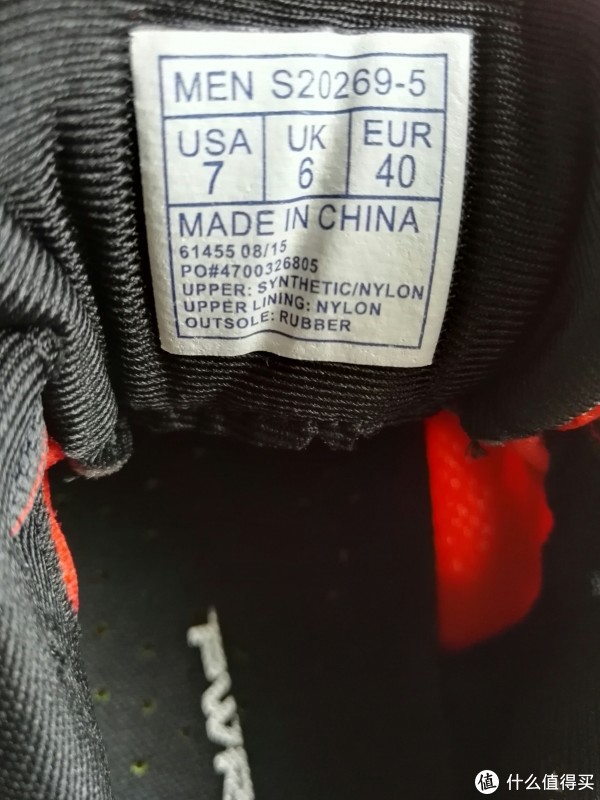 MEN S20269-5
USA UK EUR
7 6 40
MADE IN CHINA
61455 08/15
PO#4700326805
UPPER: SYNTHETIC/NYLON
UPPER LINING: NYLON
OUTSOLE: RUBBER
PWR
值 什么值得买